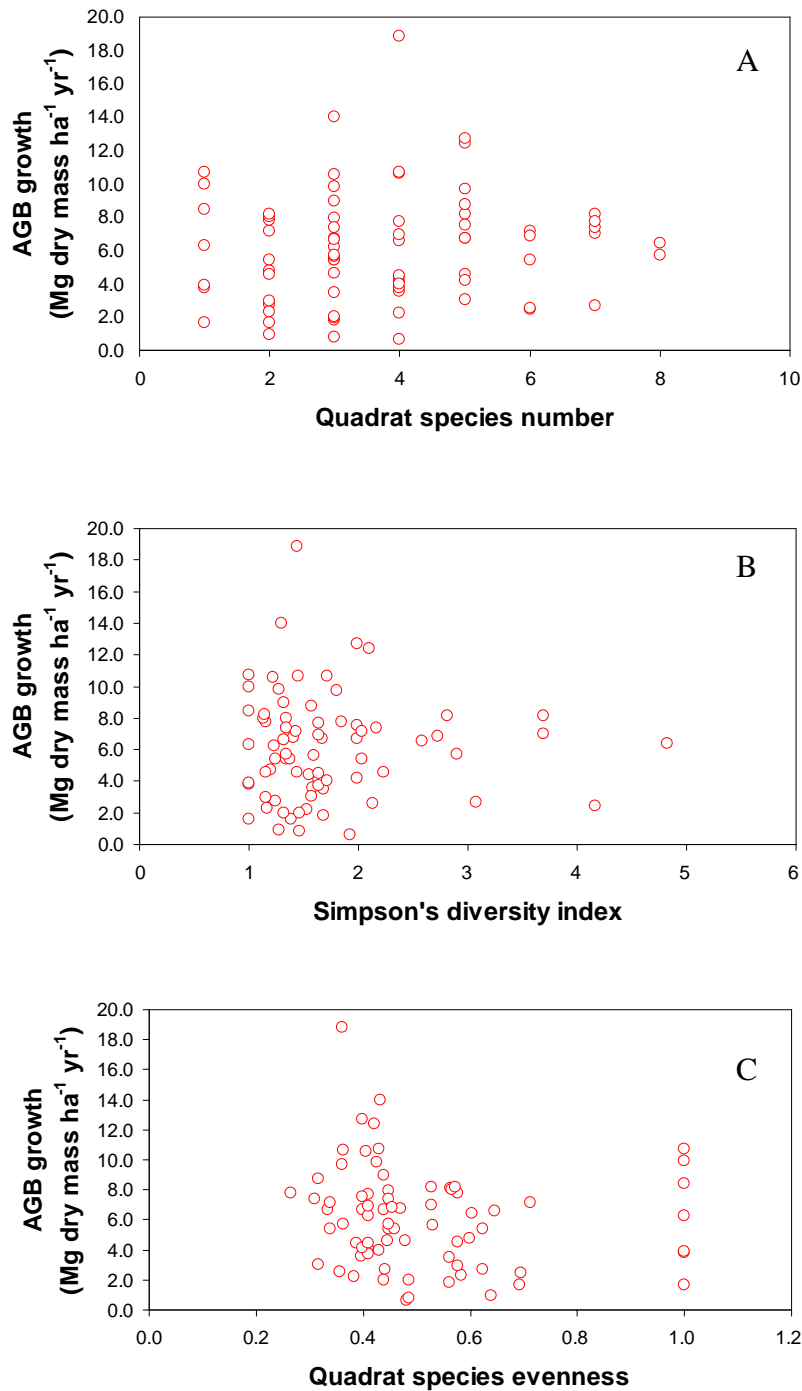 20.0
18.0
16.0
14.0
12.0
10.0
8.0
6.0
4.0
2.0
0.0
AGB growth
(Mg dry mass ha⁻¹ yr⁻¹)
A
0 2 4 6 8 10
Quadrat species number
20.0
18.0
16.0
14.0
12.0
10.0
8.0
6.0
4.0
2.0
0.0
AGB growth
(Mg dry mass ha⁻¹ yr⁻¹)
B
0 1 2 3 4 5 6
Simpson's diversity index
20.0
18.0
16.0
14.0
12.0
10.0
8.0
6.0
4.0
2.0
0.0
AGB growth
(Mg dry mass ha⁻¹ yr⁻¹)
C
0.0 0.2 0.4 0.6 0.8 1.0 1.2
Quadrat species evenness